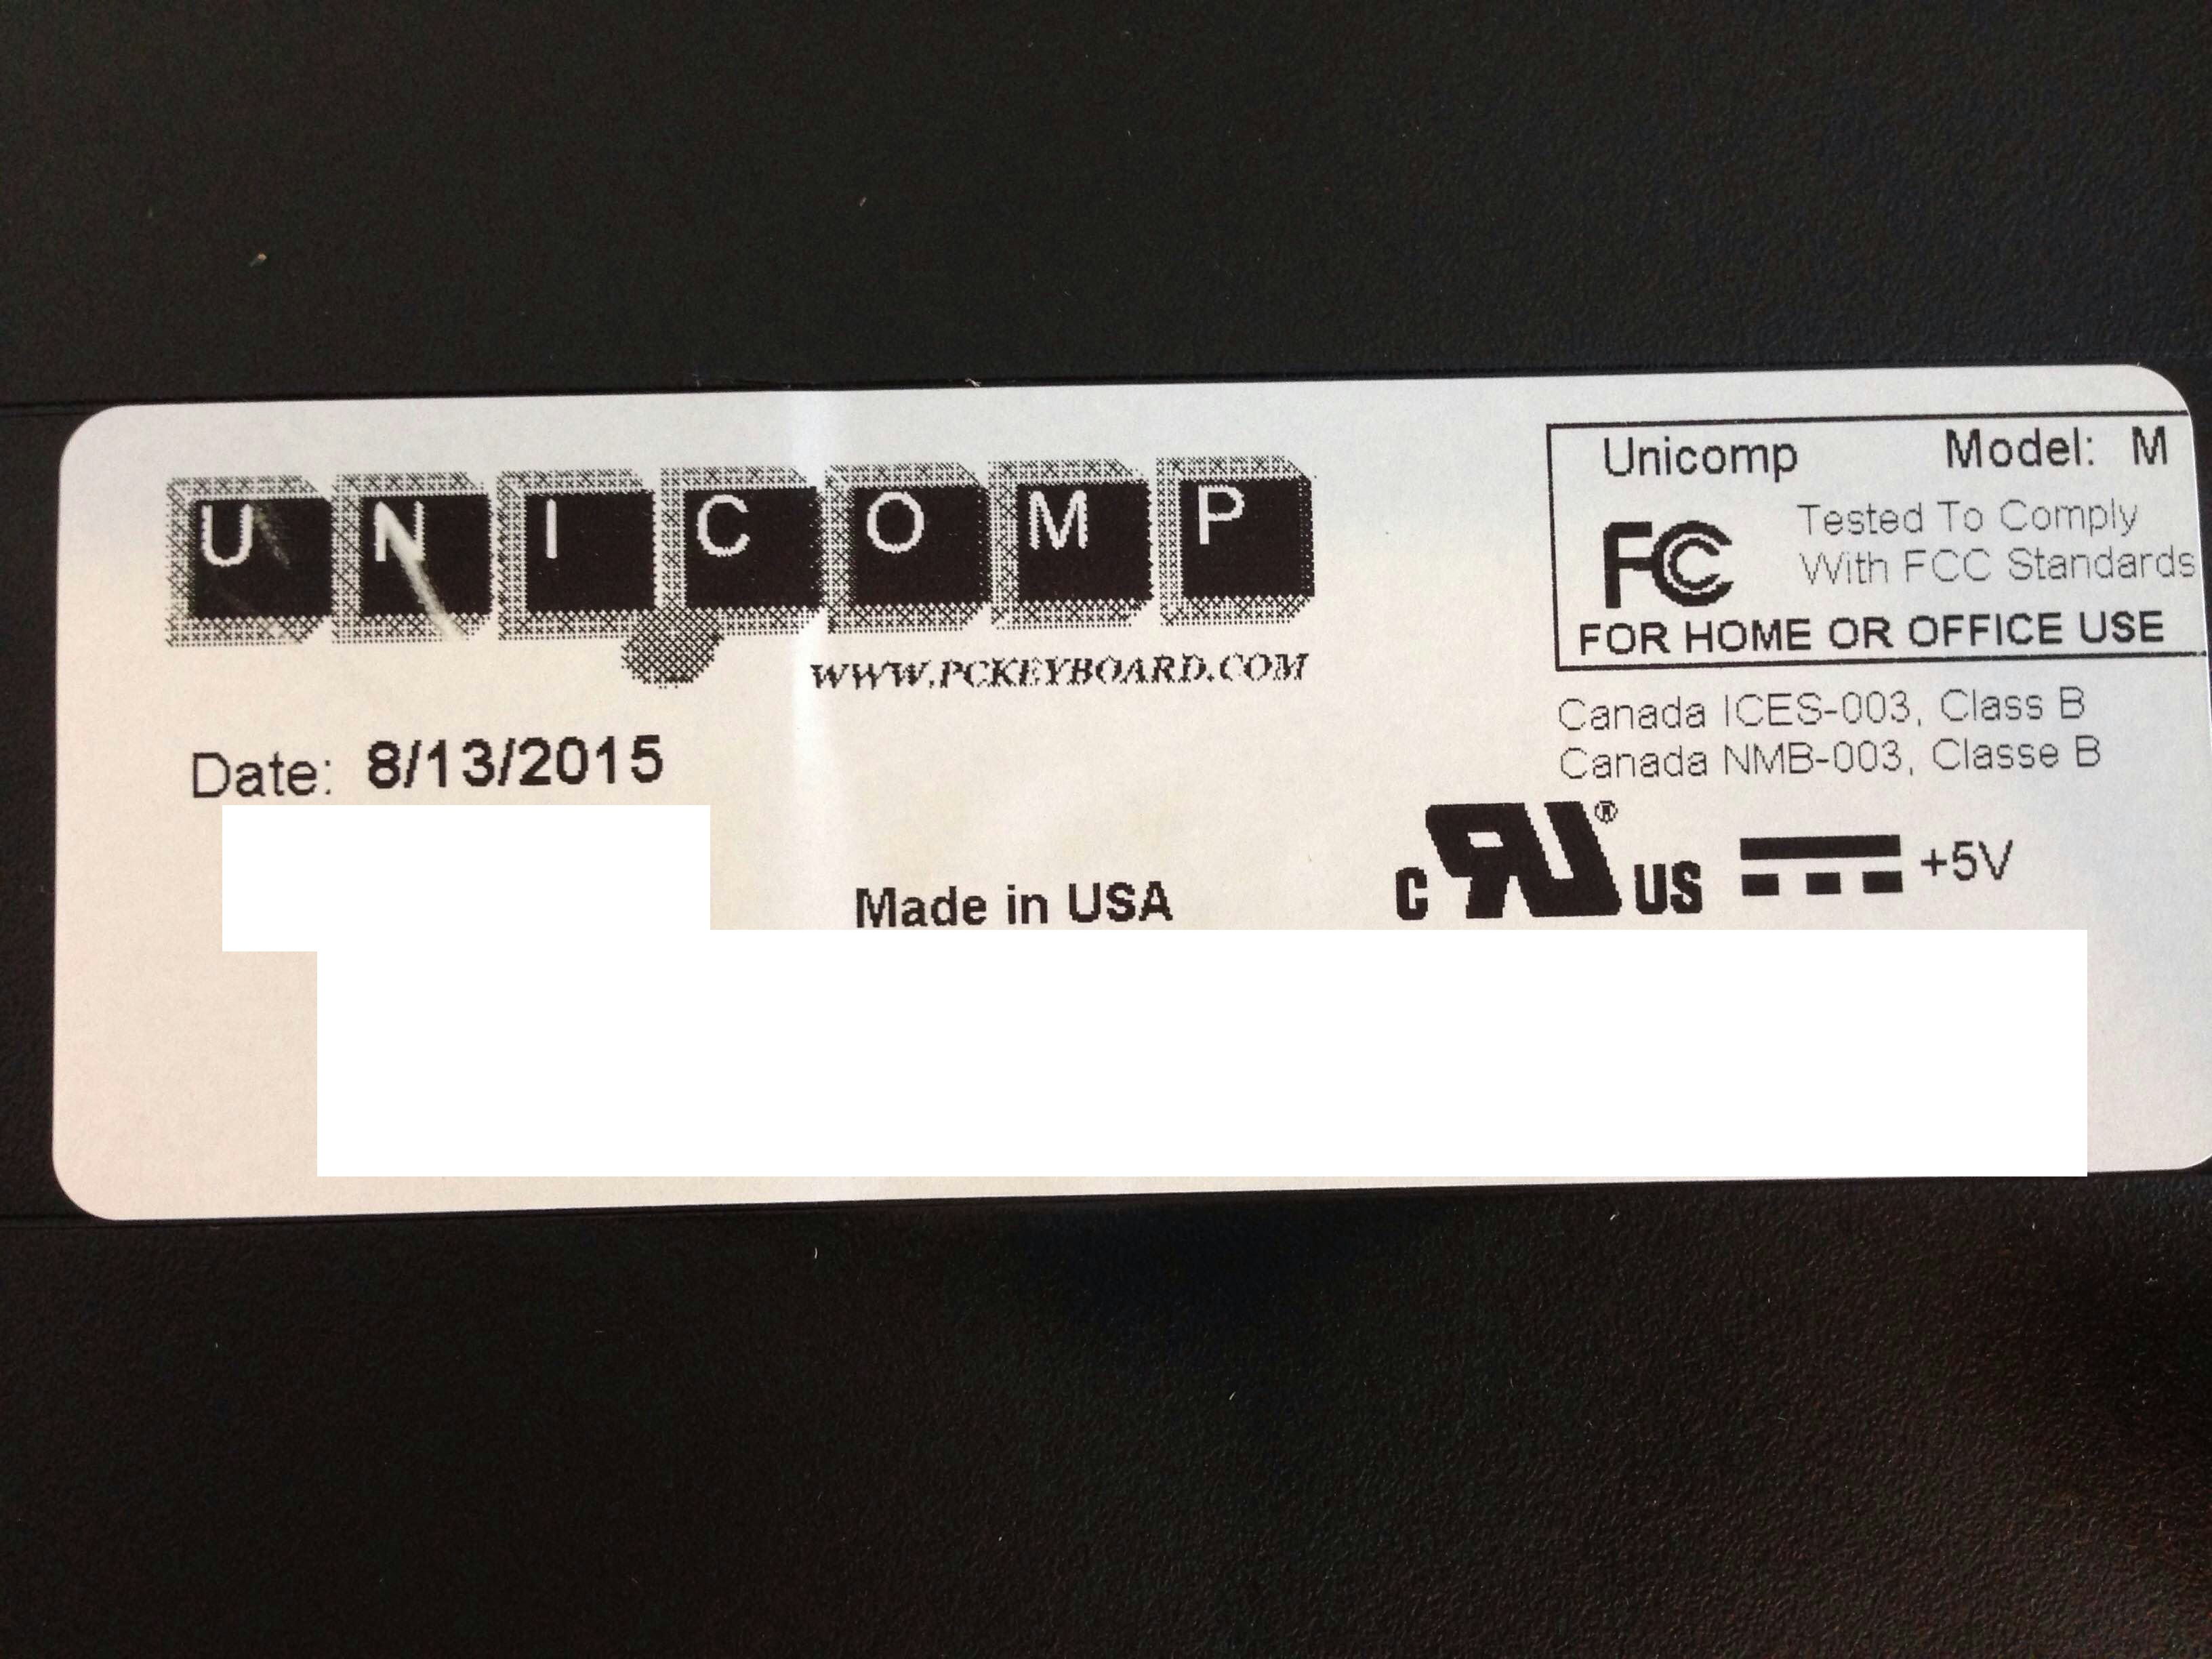 UNICOMP
WWW.PCKEYBOARD.COM
Date: 8/13/2015
Made in USA
Unicomp Model: M
FC Tested To Comply
With FCC Standards
FOR HOME OR OFFICE USE
Canada ICES-003, Class B
Canada NMB-003, Classe B
c RU ® US +5V